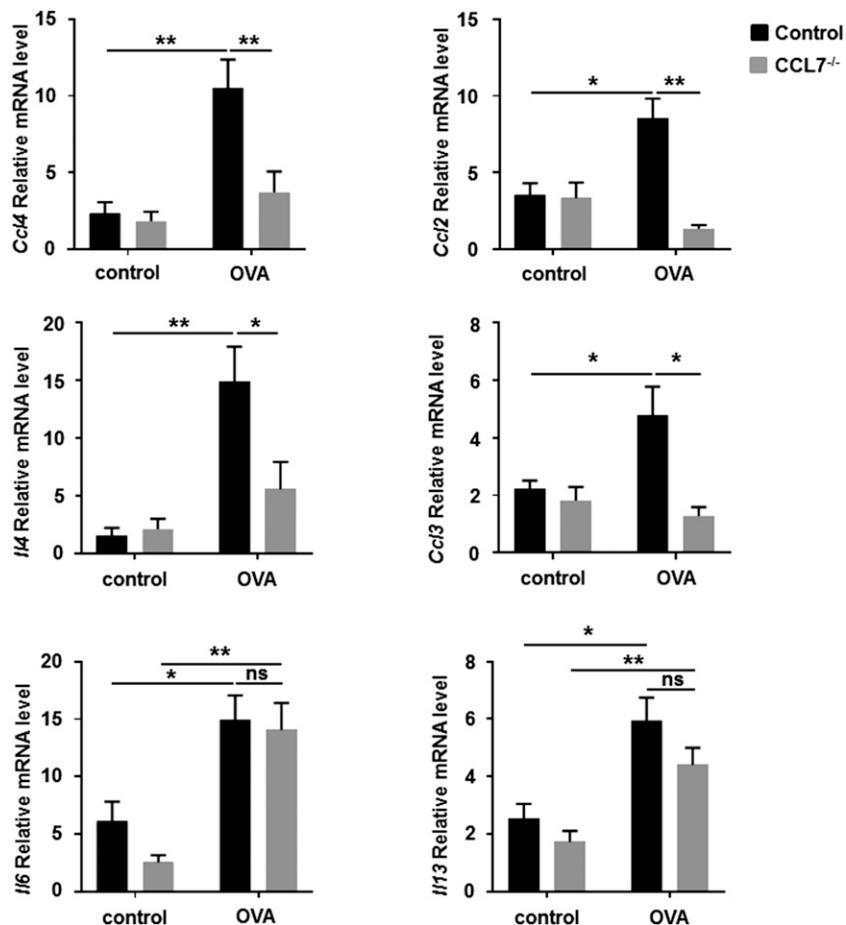 Control
CCL7-/-
Ccl4 Relative mRNA level
15
10
5
0
** **
control OVA
Ccl2 Relative mRNA level
15
10
5
0
* **
control OVA
Il4 Relative mRNA level
20
15
10
5
0
** *
control OVA
Ccl3 Relative mRNA level
8
6
4
2
0
* *
control OVA
Il6 Relative mRNA level
20
15
10
5
0
**
* ns
control OVA
Il13 Relative mRNA level
8
6
4
2
0
*
**
ns
control OVA